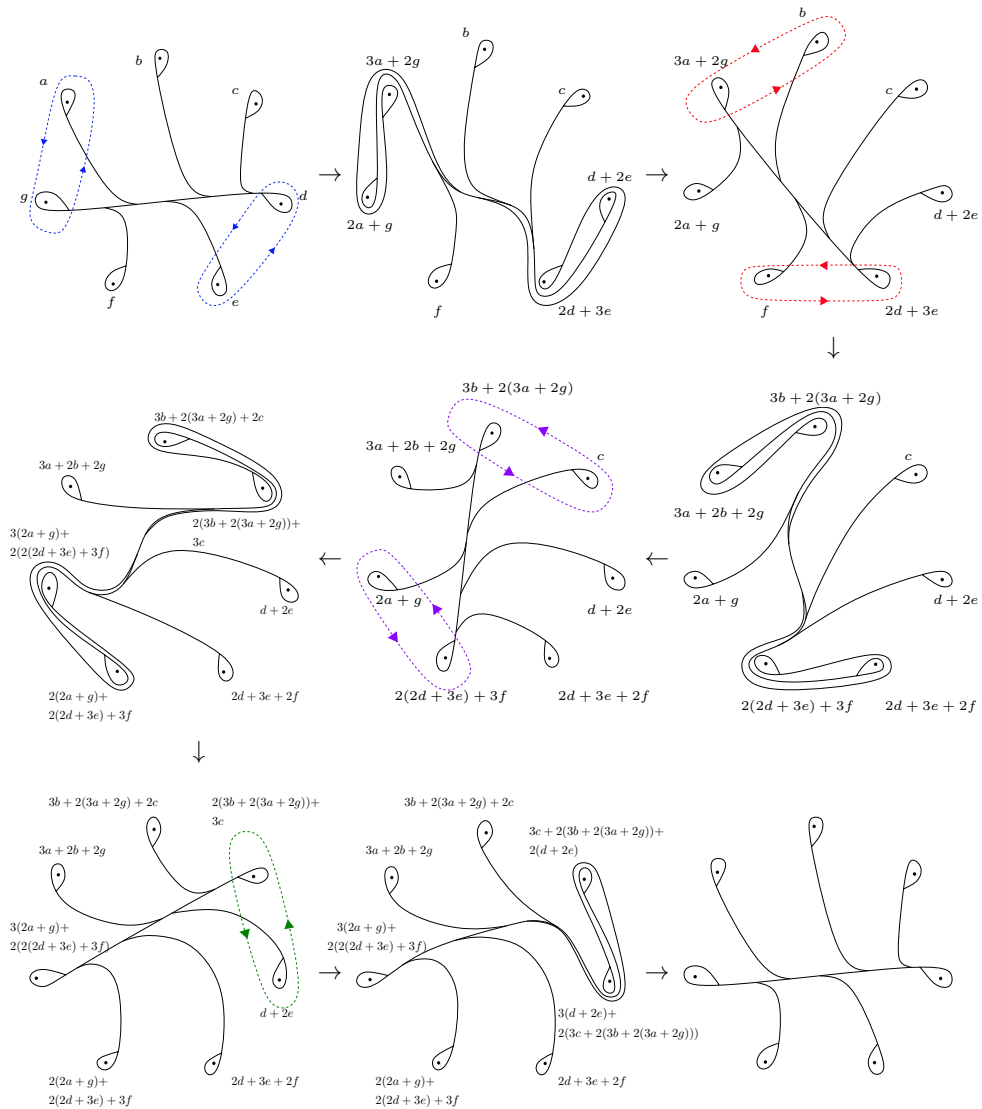 a
b
c
g
d
f
e
b
3a + 2g
c
d + 2e
2a + g
f
2d + 3e
b
3a + 2g
c
2a + g
d + 2e
f
2d + 3e
3b + 2(3a + 2g) + 2c
3a + 2b + 2g
3(2a + g)+
2(2(2d + 3e) + 3f)
2(3b + 2(3a + 2g))+
3c
d + 2e
2(2a + g)+
2(2d + 3e) + 3f
2d + 3e + 2f
3b + 2(3a + 2g)
3a + 2b + 2g
c
2a + g
d + 2e
2(2d + 3e) + 3f
2d + 3e + 2f
3b + 2(3a + 2g)
c
3a + 2b + 2g
2a + g
d + 2e
2(2d + 3e) + 3f
2d + 3e + 2f
3b + 2(3a + 2g) + 2c
2(3b + 2(3a + 2g))+
3c
3a + 2b + 2g
3(2a + g)+
2(2(2d + 3e) + 3f)
d + 2e
2(2a + g)+
2(2d + 3e) + 3f
2d + 3e + 2f
3b + 2(3a + 2g) + 2c
3c + 2(3b + 2(3a + 2g))+
2(d + 2e)
3a + 2b + 2g
3(2a + g)+
2(2(2d + 3e) + 3f)
3(d + 2e)+
2(3c + 2(3b + 2(3a + 2g)))
2(2a + g)+
2(2d + 3e) + 3f
2d + 3e + 2f